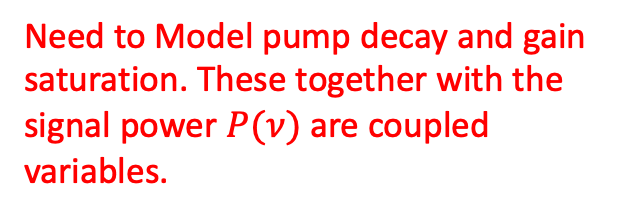 Need to Model pump decay and gain
saturation. These together with the
signal power P(ν) are coupled
variables.